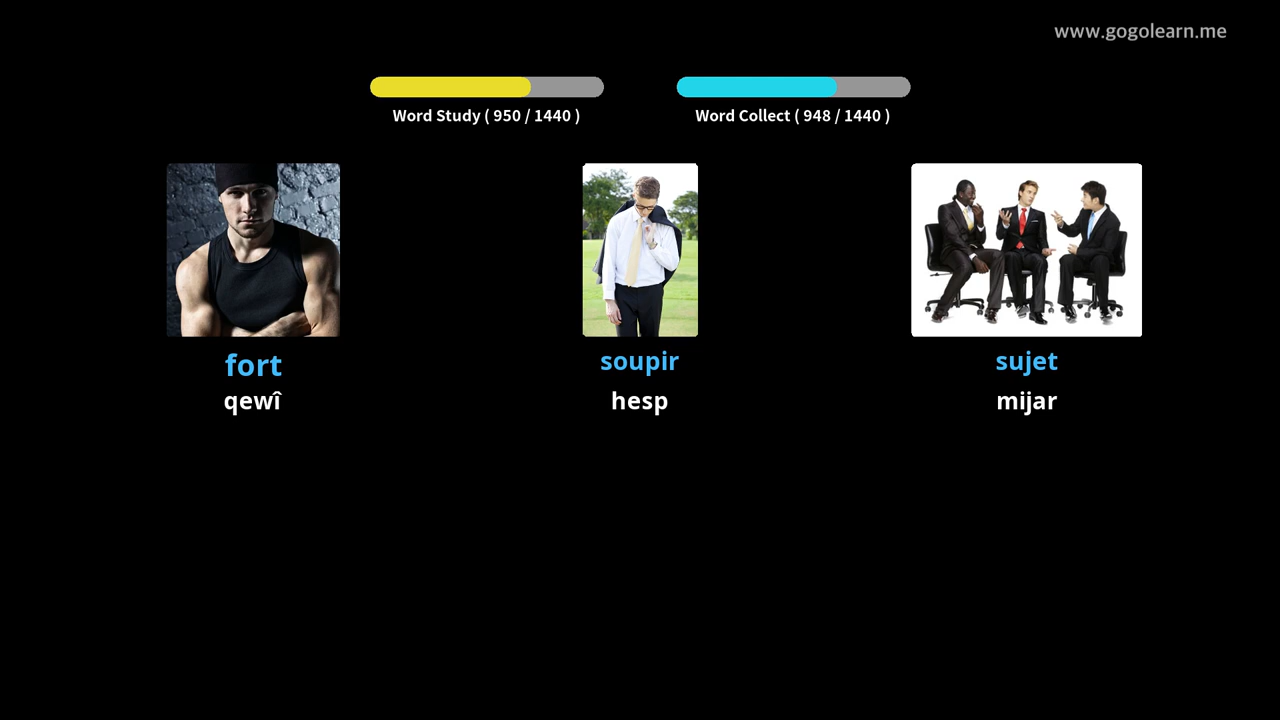 www.gogolearn.me
Word Study ( 950 / 1440 )
Word Collect ( 948 / 1440 )
fort
soupir
sujet
qewî
hesp
mijar